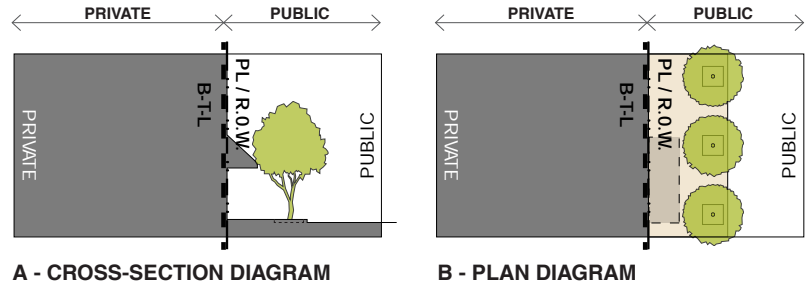 PRIVATE PUBLIC
PRIVATE
B-T-L
PL / R.O.W.
PUBLIC
A - CROSS-SECTION DIAGRAM
PRIVATE PUBLIC
PRIVATE
B-T-L
PL / R.O.W.
PUBLIC
B - PLAN DIAGRAM